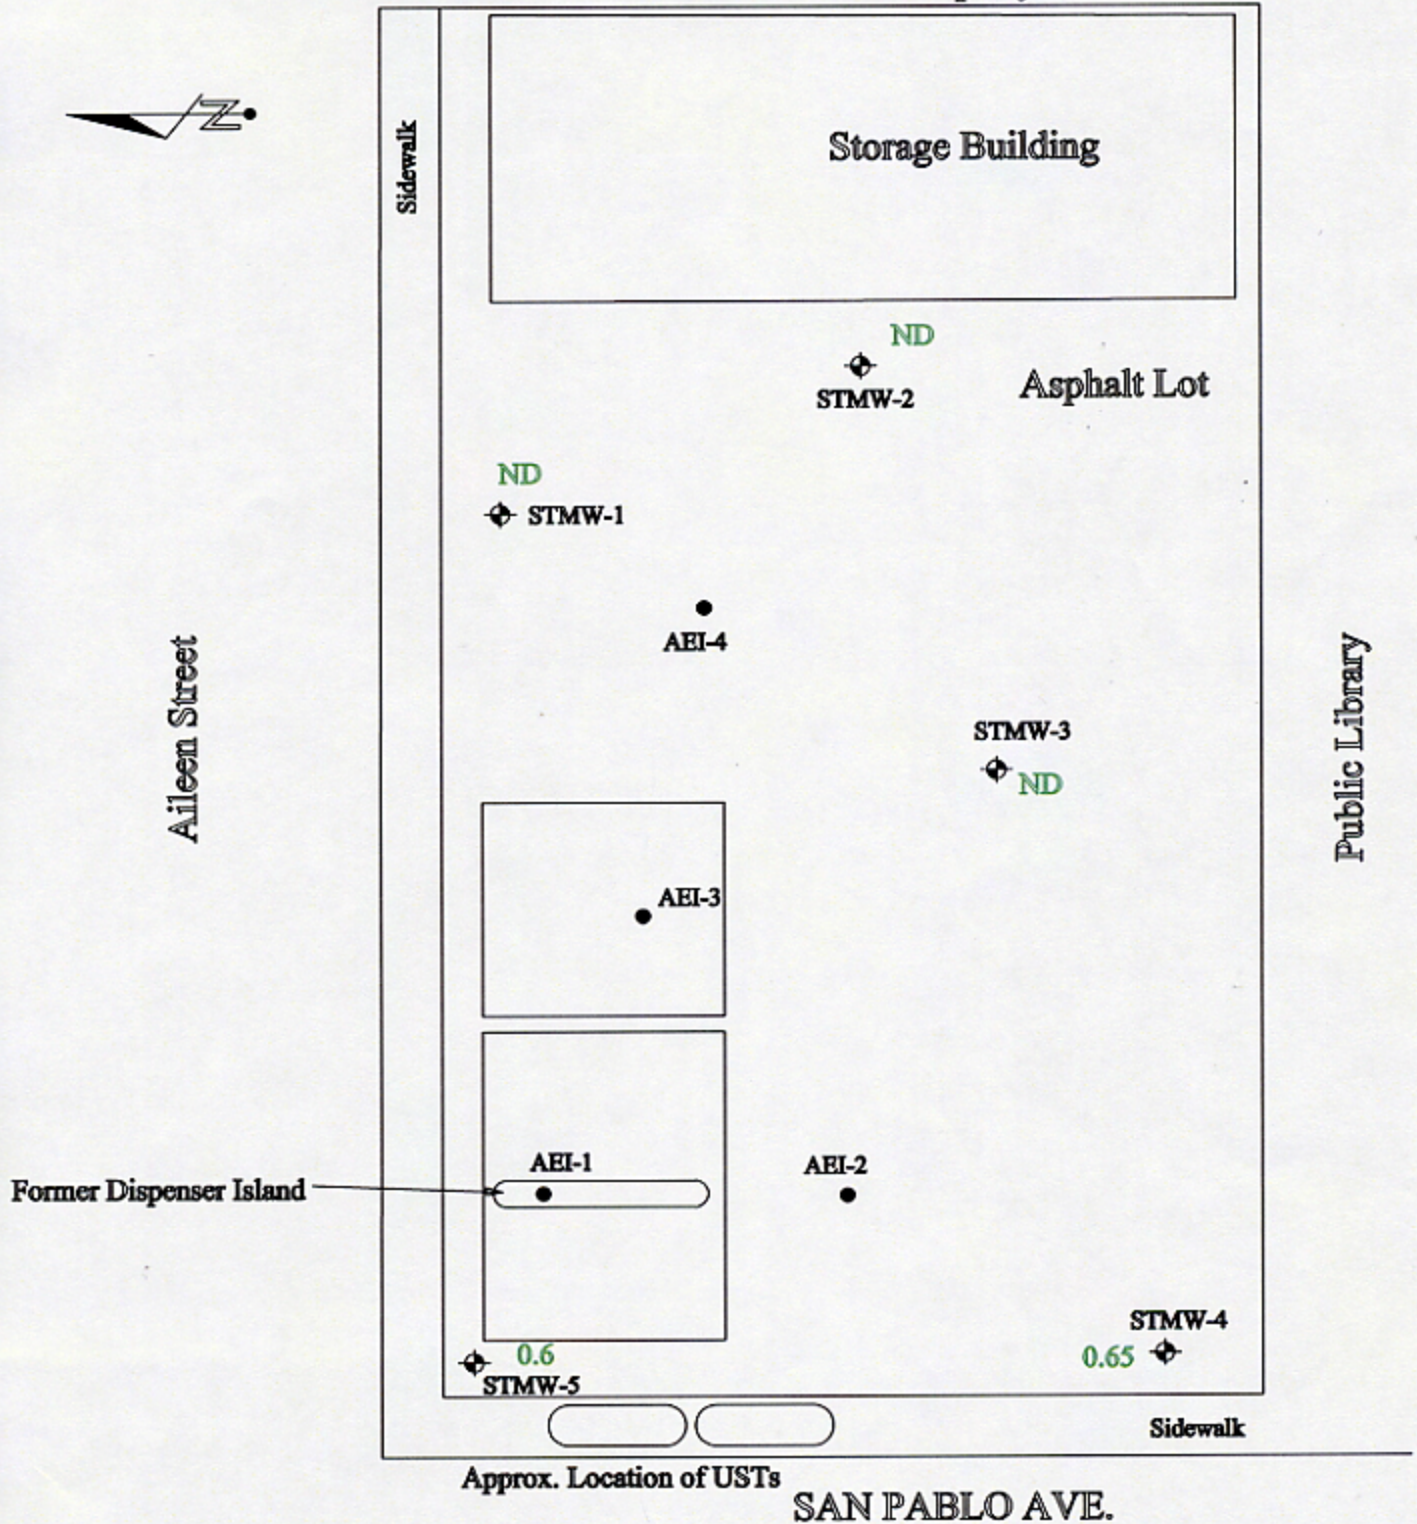 N
Sidewalk
Storage Building
ND
STMW-2
Asphalt Lot
ND
STMW-1
AEI-4
Aileen Street
STMW-3
ND
Public Library
AEI-3
AEI-1
AEI-2
Former Dispenser Island
STMW-4
0.65
0.6
STMW-5
Sidewalk
Approx. Location of USTs
SAN PABLO AVE.